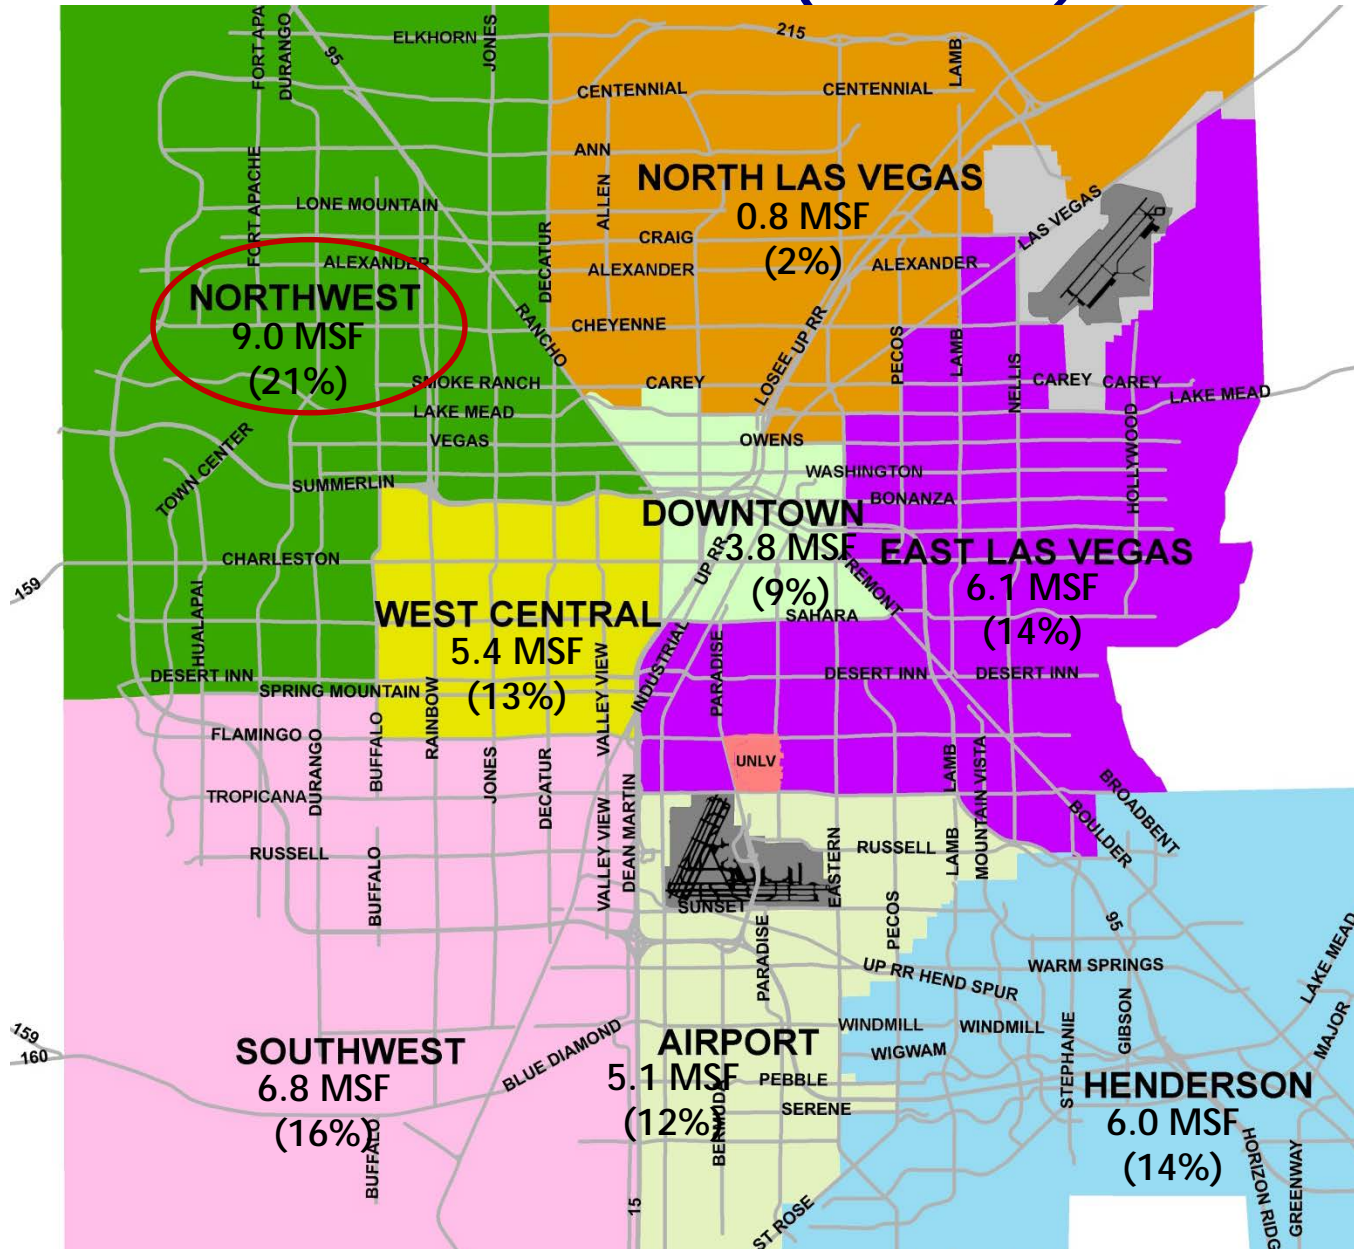 FORT APA
DURANGO
95
ELKHORN
JONES
215
LAMB
CENTENNIAL
CENTENNIAL
ANN
FORT APACHE
LONE MOUNTAIN
ALLEN
DECATUR
NORTH LAS VEGAS
0.8 MSF
(2%)
CRAIG
LAS VEGAS
ALEXANDER
ALEXANDER
ALEXANDER
NORTHWEST
9.0 MSF
(21%)
RANCHO
CHEYENNE
LOSEE
UP RR
PECOS
LAMB
NELLIS
SMOKE RANCH
CAREY
CAREY
CAREY
LAKE MEAD
LAKE MEAD
HOLLYWOOD
VEGAS
OWENS
TOWN CENTER
SUMMERLIN
WASHINGTON
BONANZA
DOWNTOWN
3.8 MSF
(9%)
UP RR
FREMONT
EAST LAS VEGAS
6.1 MSF
(14%)
CHARLESTON
159
HUALAPAI
WEST CENTRAL
5.4 MSF
(13%)
SAHARA
INDUSTRIAL
PARADISE
VALLEY VIEW
DESERT INN
DESERT INN
DESERT INN
SPRING MOUNTAIN
RAINBOW
FLAMINGO
DURANGO
BUFFALO
JONES
DECATUR
UNLV
LAMB
MOUNTAIN VISTA
TROPICANA
VALLEY VIEW
DEAN MARTIN
BROADBENT
BOULDER
RUSSELL
BUFFALO
RUSSELL
EASTERN
LAMB
SUNSET
PECOS
PARADISE
95
UP RR HEND SPUR
WARM SPRINGS
LAKE MEAD
159
160
BLUE DIAMOND
WINDMILL
WINDMILL
STEPHANIE
GIBSON
MAJOR
WIGWAM
SOUTHWEST
6.8 MSF
(16%)
BUFFALO
AIRPORT
5.1 MSF
(12%)
BERMUDA
PEBBLE
SERENE
HENDERSON
6.0 MSF
(14%)
HORIZON RIDG
GREENWAY
15
ST ROSE